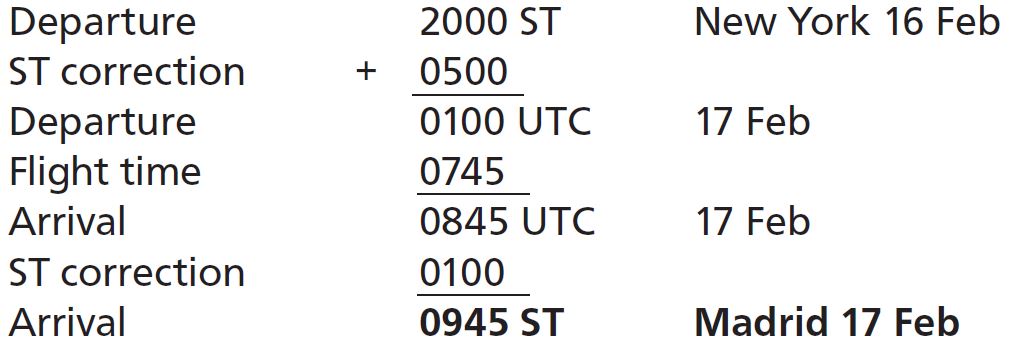 Departure 2000 ST New York 16 Feb
ST correction + 0500
Departure 0100 UTC 17 Feb
Flight time 0745
Arrival 0845 UTC 17 Feb
ST correction 0100
Arrival 0945 ST Madrid 17 Feb